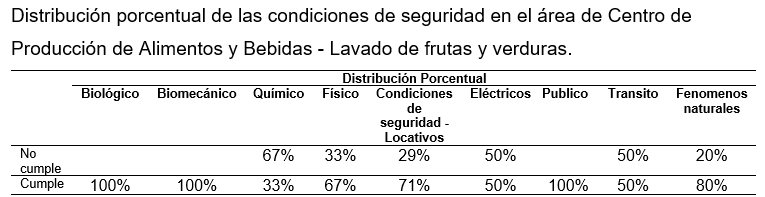 Distribución porcentual de las condiciones de seguridad en el área de Centro de
Producción de Alimentos y Bebidas - Lavado de frutas y verduras.
Distribución Porcentual
Biológico Biomecánico Químico Físico Condiciones de seguridad - Locativos Eléctricos Publico Transito Fenomenos naturales
No cumple 67% 33% 29% 50% 50% 20%
Cumple 100% 100% 33% 67% 71% 50% 100% 50% 80%